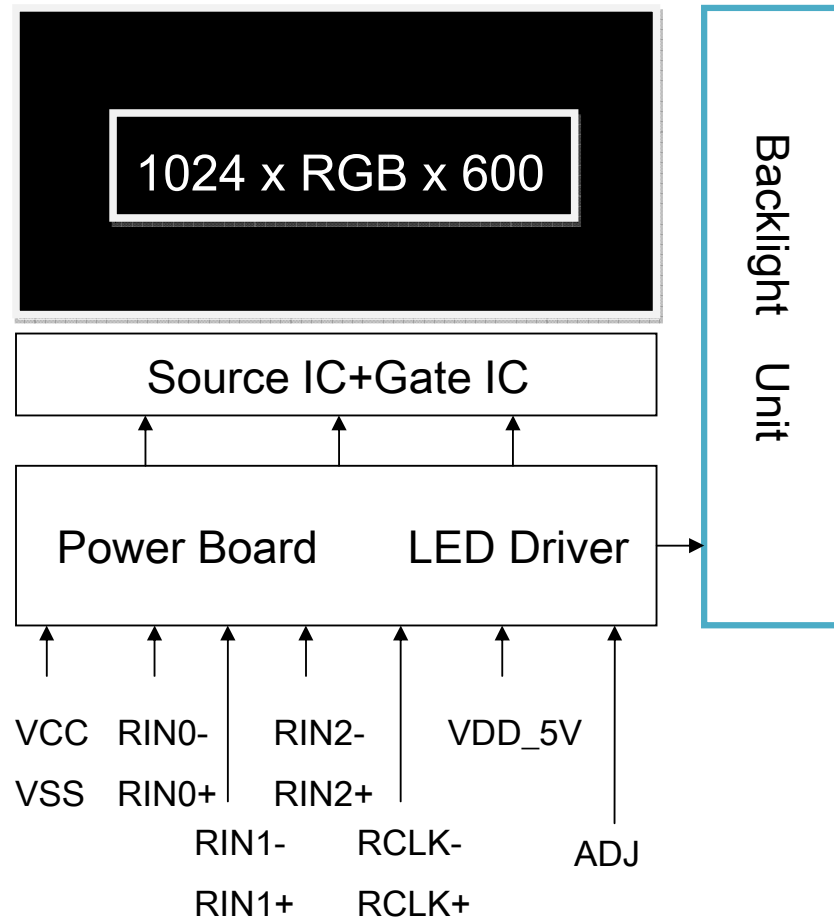 1024 x RGB x 600
Backlight Unit
Source IC+Gate IC
Power Board
LED Driver
VCC
VSS
RIN0-
RIN0+
RIN1-
RIN1+
RIN2-
RIN2+
RCLK-
RCLK+
VDD_5V
ADJ